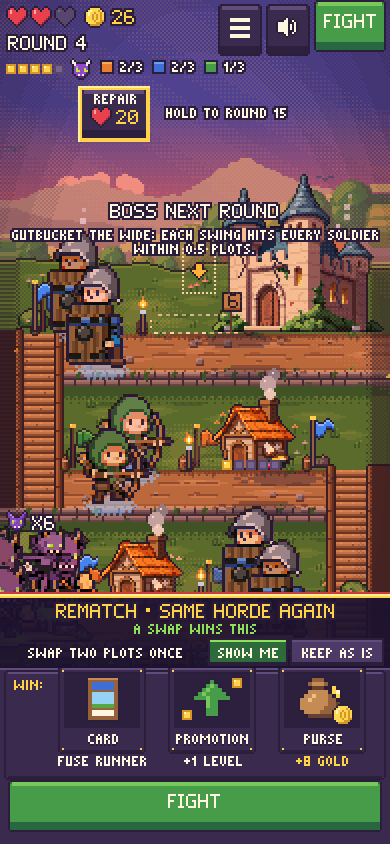 26
FIGHT
ROUND 4
2/3 2/3 1/3
REPAIR
20
HOLD TO ROUND 15
BOSS NEXT ROUND
GUTBUCKET THE WIDE: EACH SWING HITS EVERY SOLDIER
WITHIN 0.5 PLOTS.
6
X6
REMATCH • SAME HORDE AGAIN
A SWAP WINS THIS
SWAP TWO PLOTS ONCE SHOW ME KEEP AS IS
WIN:
CARD PROMOTION PURSE
FUSE RUNNER +1 LEVEL +8 GOLD
FIGHT